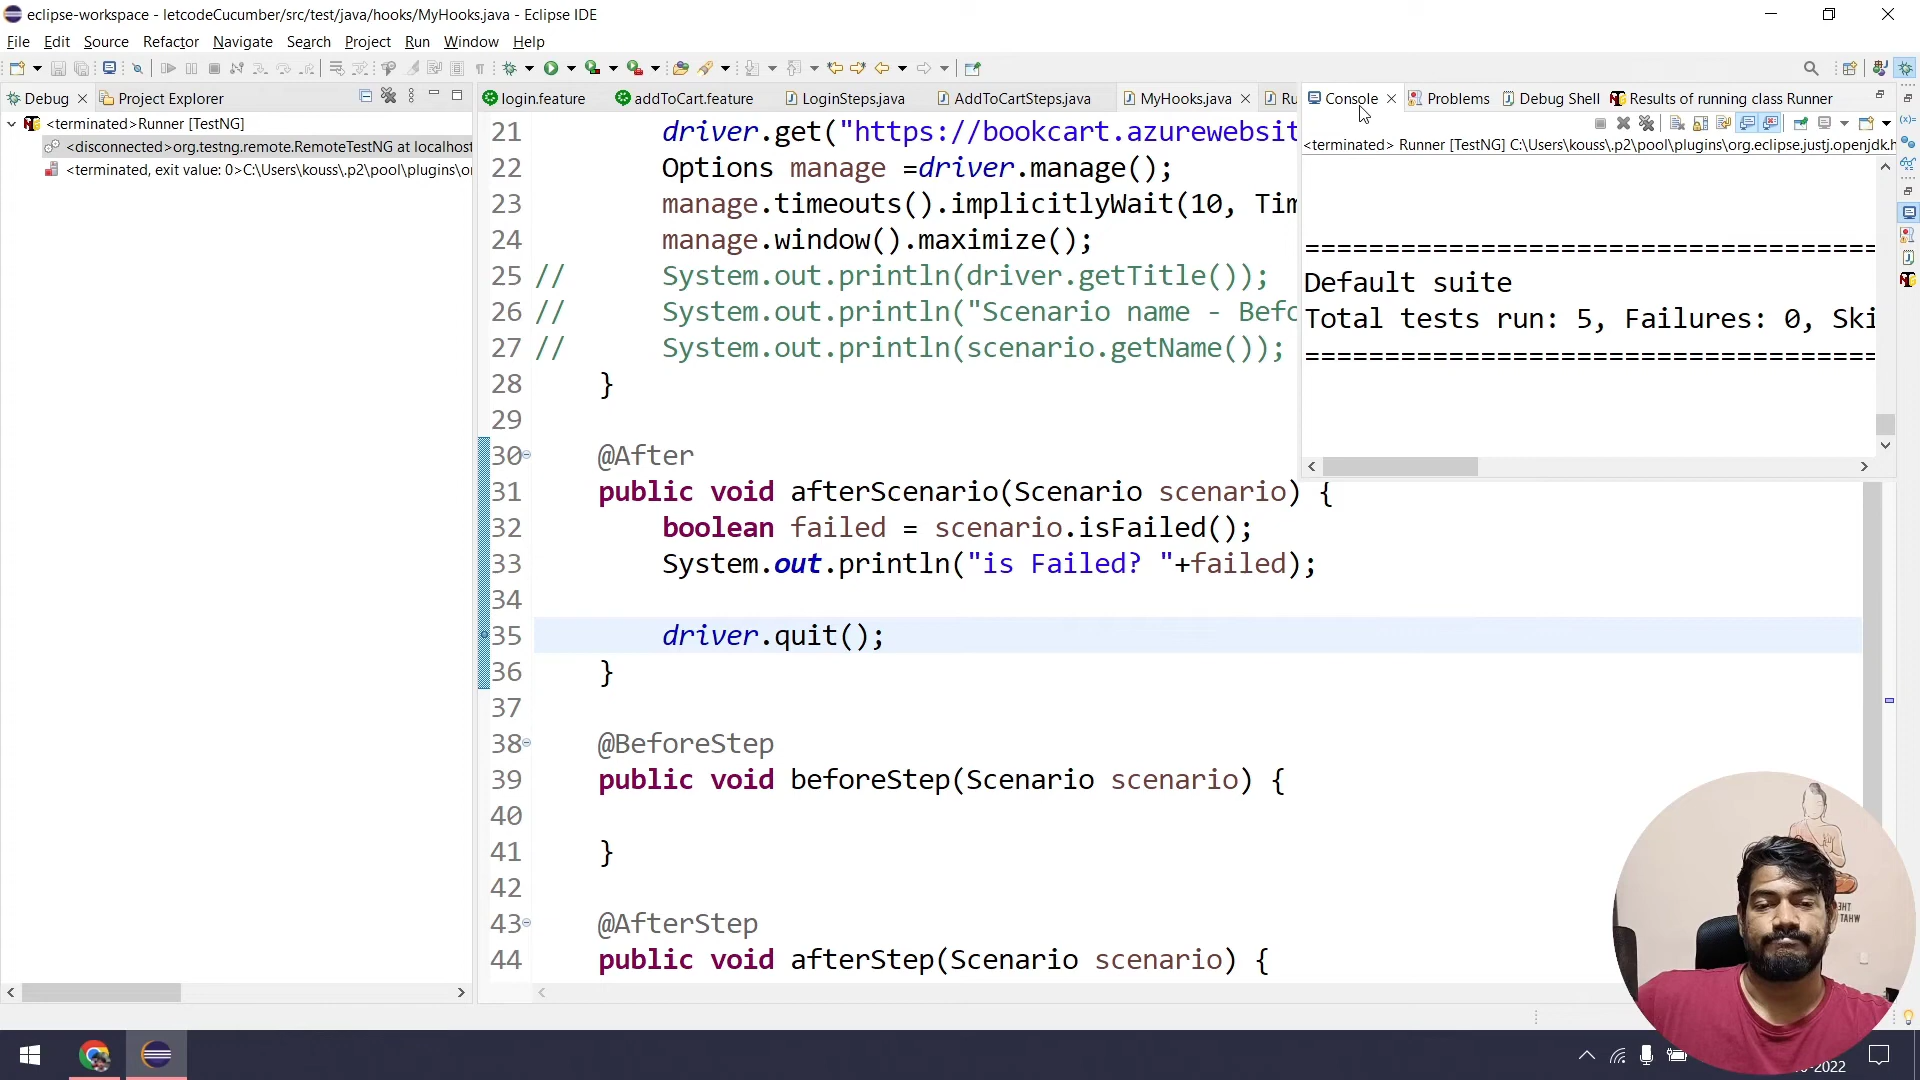 eclipse-workspace - letcodeCucumber/src/test/java/hooks/MyHooks.java - Eclipse IDE
File Edit Source Refactor Navigate Search Project Run Window Help
Debug Project Explorer
login.feature addToCart.feature LoginSteps.java AddToCartSteps.java MyHooks.java Ru
Console Problems Debug Shell Results of running class Runner
<terminated>Runner [TestNG]
<disconnected>org.testng.remote.RemoteTestNG at localhost
<terminated, exit value: 0>C:\Users\kouss\.p2\pool\plugins\or
21 driver.get("https://bookcart.azurewebsit
22 Options manage =driver.manage();
23 manage.timeouts().implicitlyWait(10, Tim
24 manage.window().maximize();
25 // System.out.println(driver.getTitle());
26 // System.out.println("Scenario name - Befo
27 // System.out.println(scenario.getName());
28 }
29
30 @After
31 public void afterScenario(Scenario scenario) {
32 boolean failed = scenario.isFailed();
33 System.out.println("is Failed? "+failed);
34
35 driver.quit();
36 }
37
38 @BeforeStep
39 public void beforeStep(Scenario scenario) {
40
41 }
42
43 @AfterStep
44 public void afterStep(Scenario scenario) {
<terminated> Runner [TestNG] C:\Users\kouss\.p2\pool\plugins\org.eclipse.justj.openjdk.h
===================================
Default suite
Total tests run: 5, Failures: 0, Ski
===================================